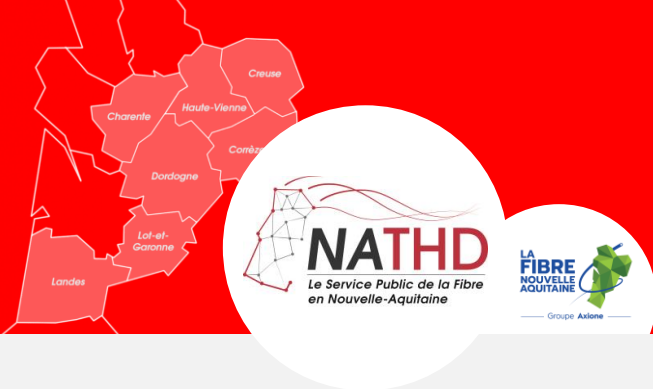 Creuse
Haute-Vienne
Charente
Corrèz
Dordogne
Lot-et-
Garonne
Landes
NATHD
Le Service Public de la Fibre
en Nouvelle-Aquitaine
LA
FIBRE
NOUVELLE
AQUITAINE
Groupe Axione